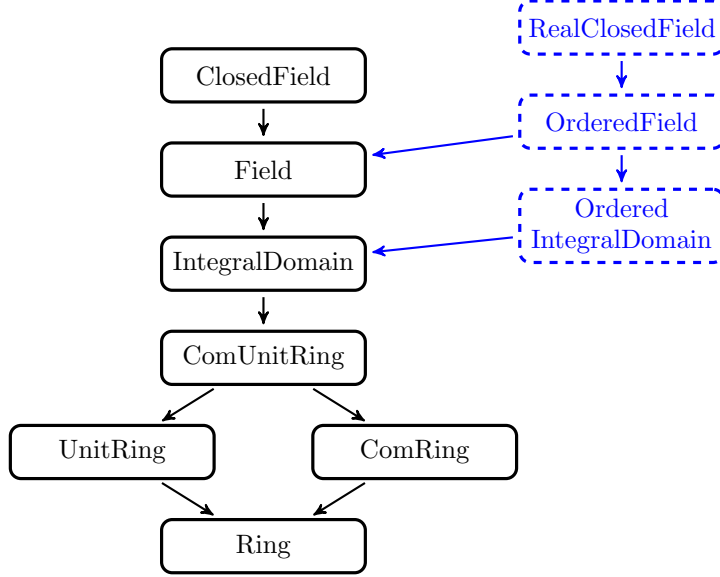 RealClosedField
ClosedField
OrderedField
Field
Ordered
IntegralDomain
IntegralDomain
ComUnitRing
UnitRing
ComRing
Ring